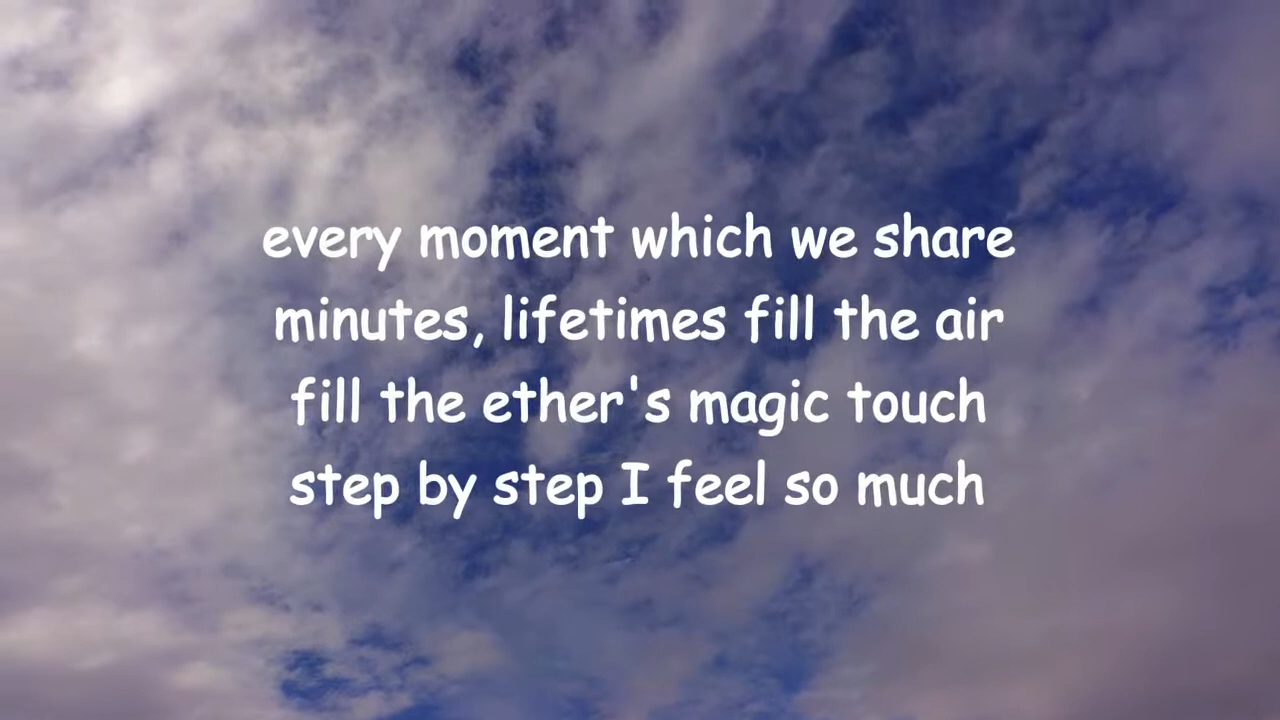 every moment which we share
minutes, lifetimes fill the air
fill the ether's magic touch
step by step I feel so much